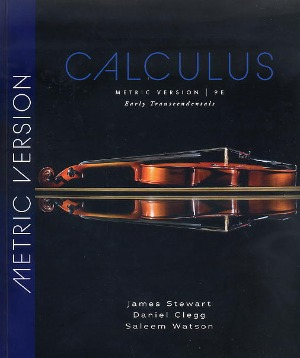 CALCULUS
METRIC VERSION | 9E
Early Transcendentals
METRIC VERSION
James Stewart
Daniel Clegg
Saleem Watson